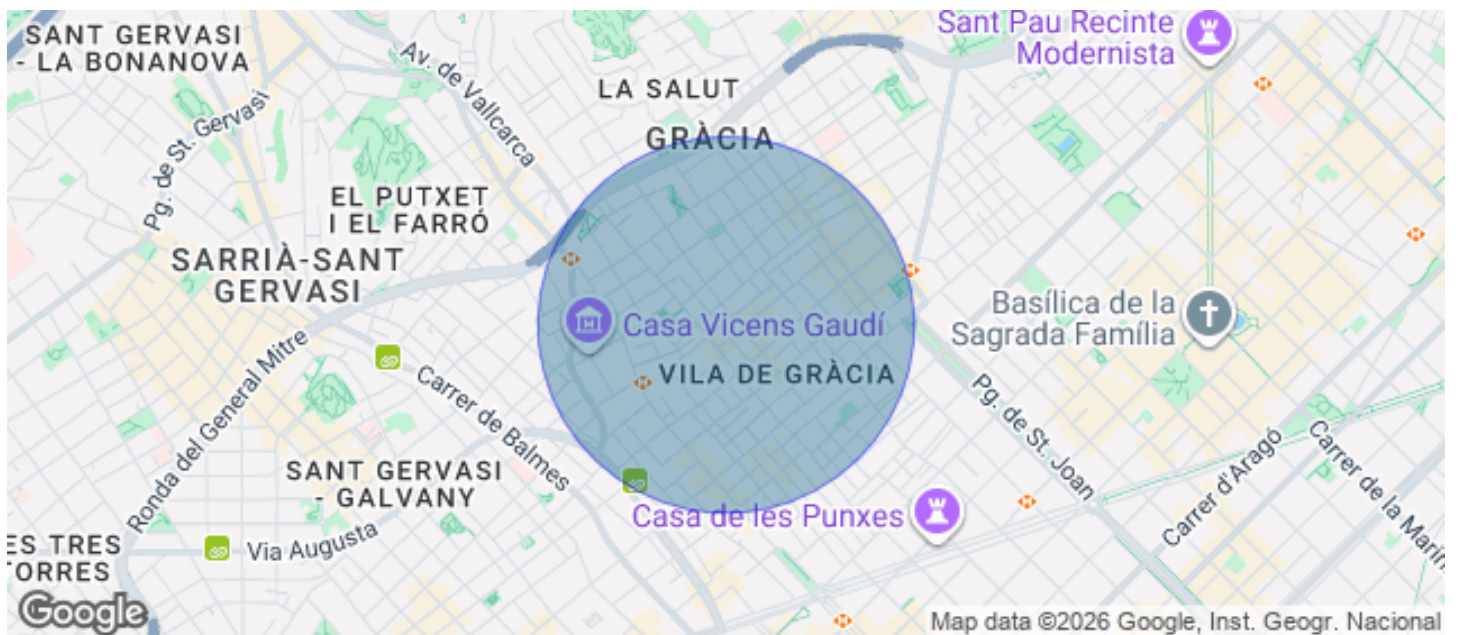 SANT GERVASI
- LA BONANOVA
Av. de Vallcarca
LA SALUT
GRÀCIA
Sant Pau Recinte
Modernista
Pg. de St. Gervasi
EL PUTXET
I EL FARRÓ
SARRIÀ-SANT
GERVASI
Casa Vicens Gaudí
VILA DE GRÀCIA
Basílica de la
Sagrada Família
Ronda del General Mitre
Carrer de Balmes
Pg. de St. Joan
SANT GERVASI
- GALVANY
Casa de les Punxes
Carrer d'Aragó
Carrer de la Marin
ES TRES
TORRES
Via Augusta
Google
Map data ©2026 Google, Inst. Geogr. Nacional